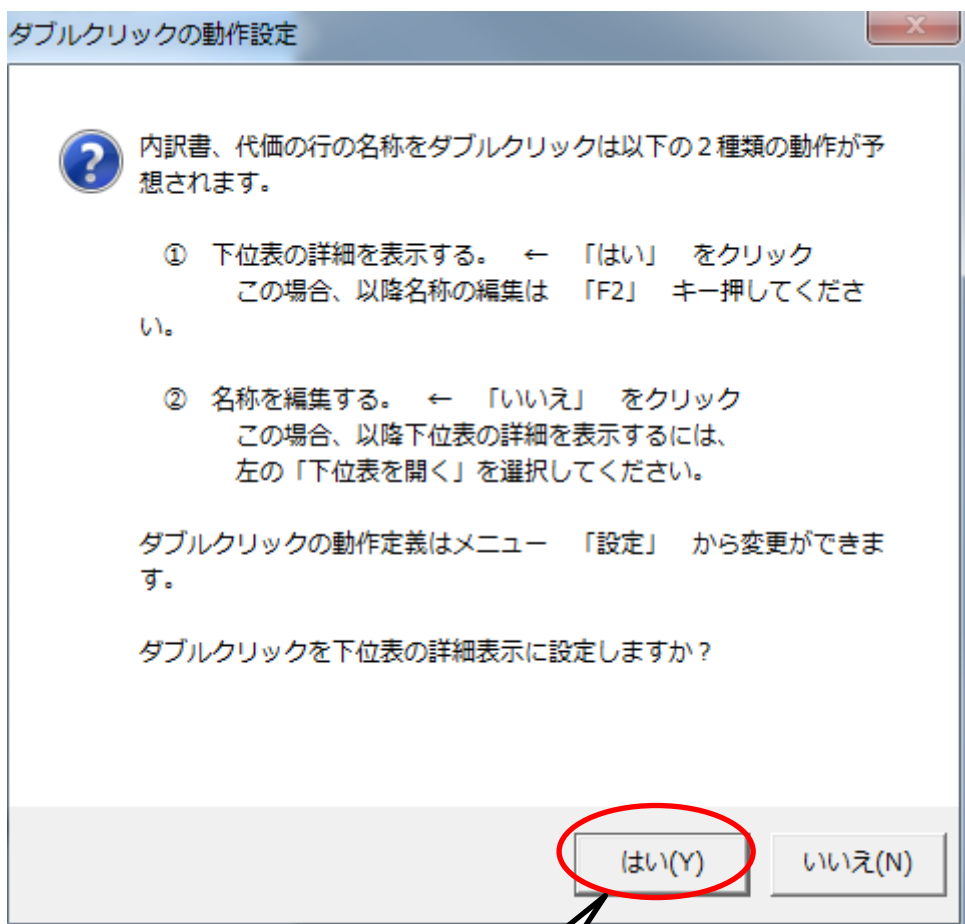 ダブルクリックの動作設定
内訳書、代価の行の名称をダブルクリックは以下の２種類の動作が予
想されます。
①　下位表の詳細を表示する。　←　「はい」　をクリック
この場合、以降名称の編集は　「F2」　キー押してくださ
い。
②　名称を編集する。　←　「いいえ」　をクリック
この場合、以降下位表の詳細を表示するには、
左の「下位表を開く」を選択してください。
ダブルクリックの動作定義はメニュー　「設定」　から変更ができま
す。
ダブルクリックを下位表の詳細表示に設定しますか？
はい(Y)　いいえ(N)